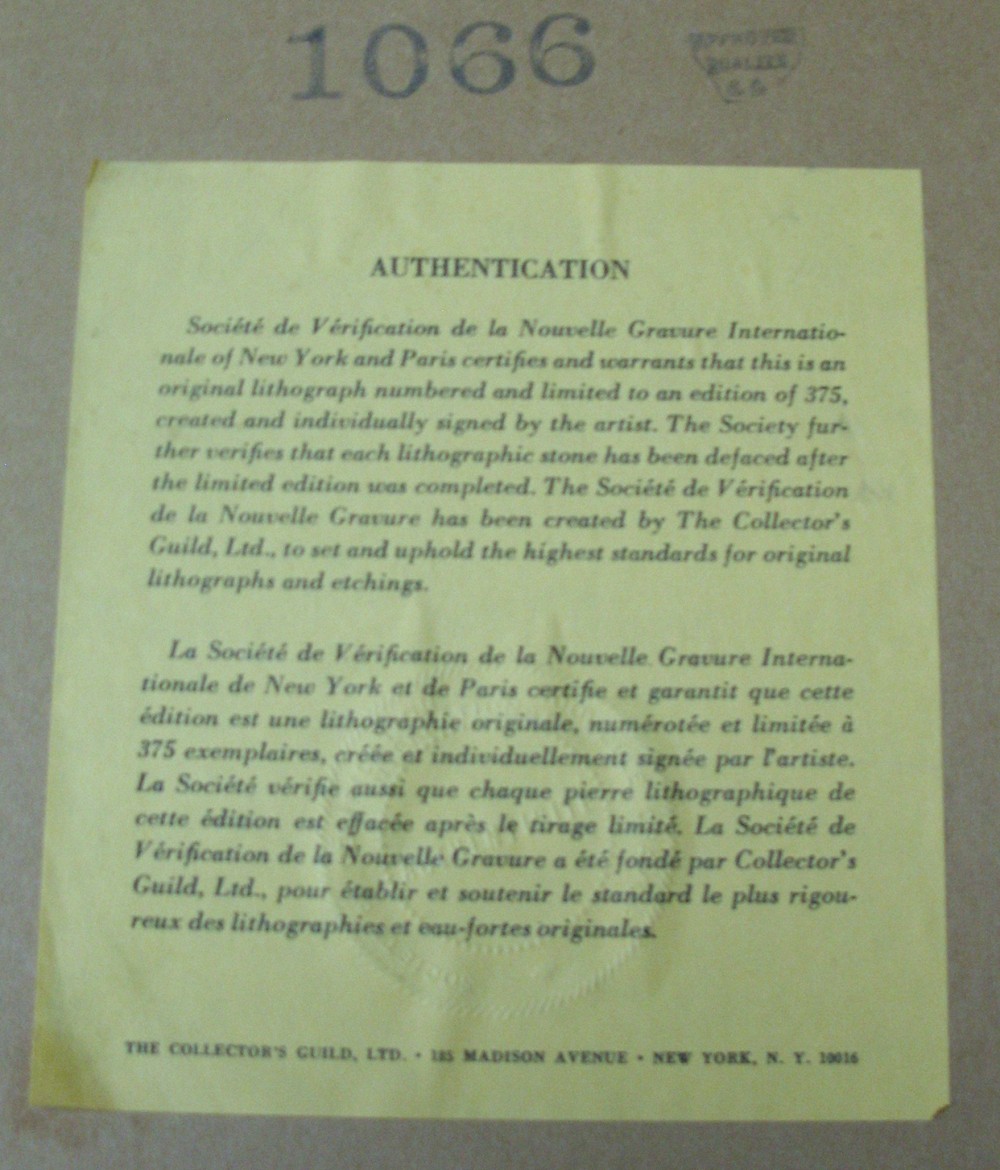 1066
APPROVED
QUALITY
AUTHENTICATION
Société de Vérification de la Nouvelle Gravure Internatio-
nale of New York and Paris certifies and warrants that this is an
original lithograph numbered and limited to an edition of 375,
created and individually signed by the artist. The Society fur-
ther verifies that each lithographic stone has been defaced after
the limited edition was completed. The Société de Vérification
de la Nouvelle Gravure has been created by The Collector's
Guild, Ltd., to set and uphold the highest standards for original
lithographs and etchings.
La Société de Vérification de la Nouvelle Gravure Interna-
tionale de New York et de Paris certifie et garantit que cette
édition est une lithographie originale, numérotée et limitée à
375 exemplaires, créée et individuellement signée par l'artiste.
La Société vérifie aussi que chaque pierre lithographique de
cette édition est effacée après le tirage limité. La Société de
Vérification de la Nouvelle Gravure a été fondé par Collector's
Guild, Ltd., pour établir et soutenir le standard le plus rigou-
reux des lithographies et eau-fortes originales.
THE COLLECTOR'S GUILD, LTD. • 185 MADISON AVENUE • NEW YORK, N. Y. 10016